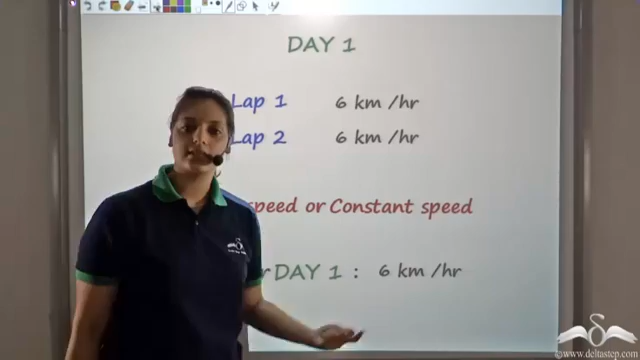 DAY 1
Lap 1 6 km/hr
Lap 2 6 km/hr
speed or Constant speed
DAY 1 : 6 km/hr
©www.deltastep.com